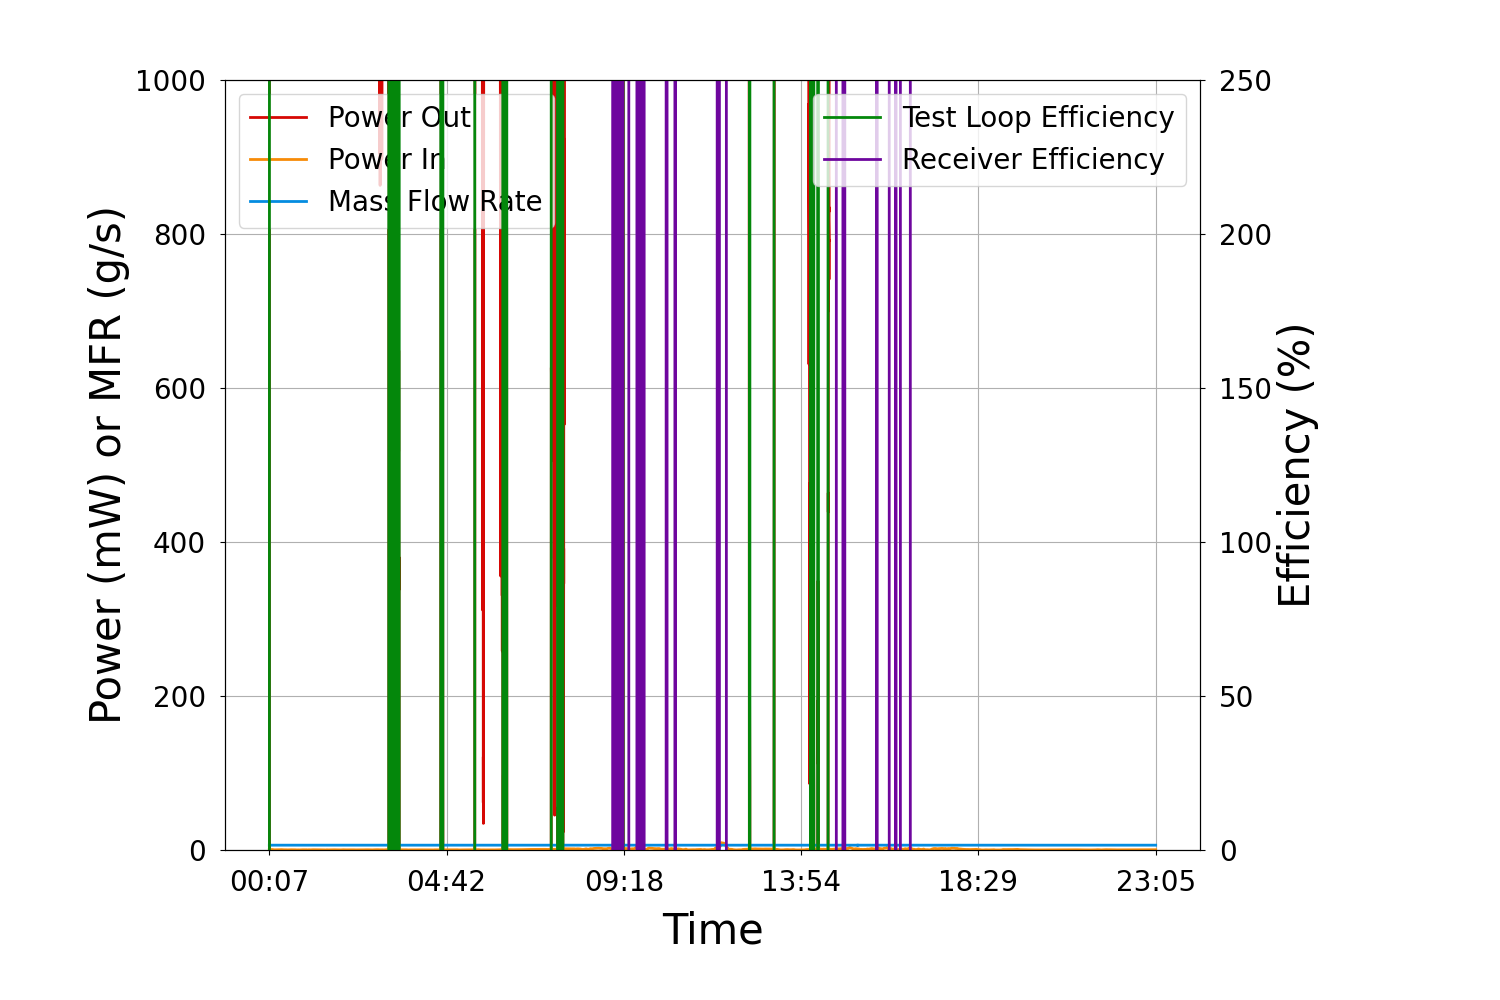 1000
800
600
400
200
0
Power (mW) or MFR (g/s)
Power Out
Power In
Mass Flow Rate
Test Loop Efficiency
Receiver Efficiency
250
200
150
100
50
0
Efficiency (%)
00:07 04:42 09:18 13:54 18:29 23:05
Time